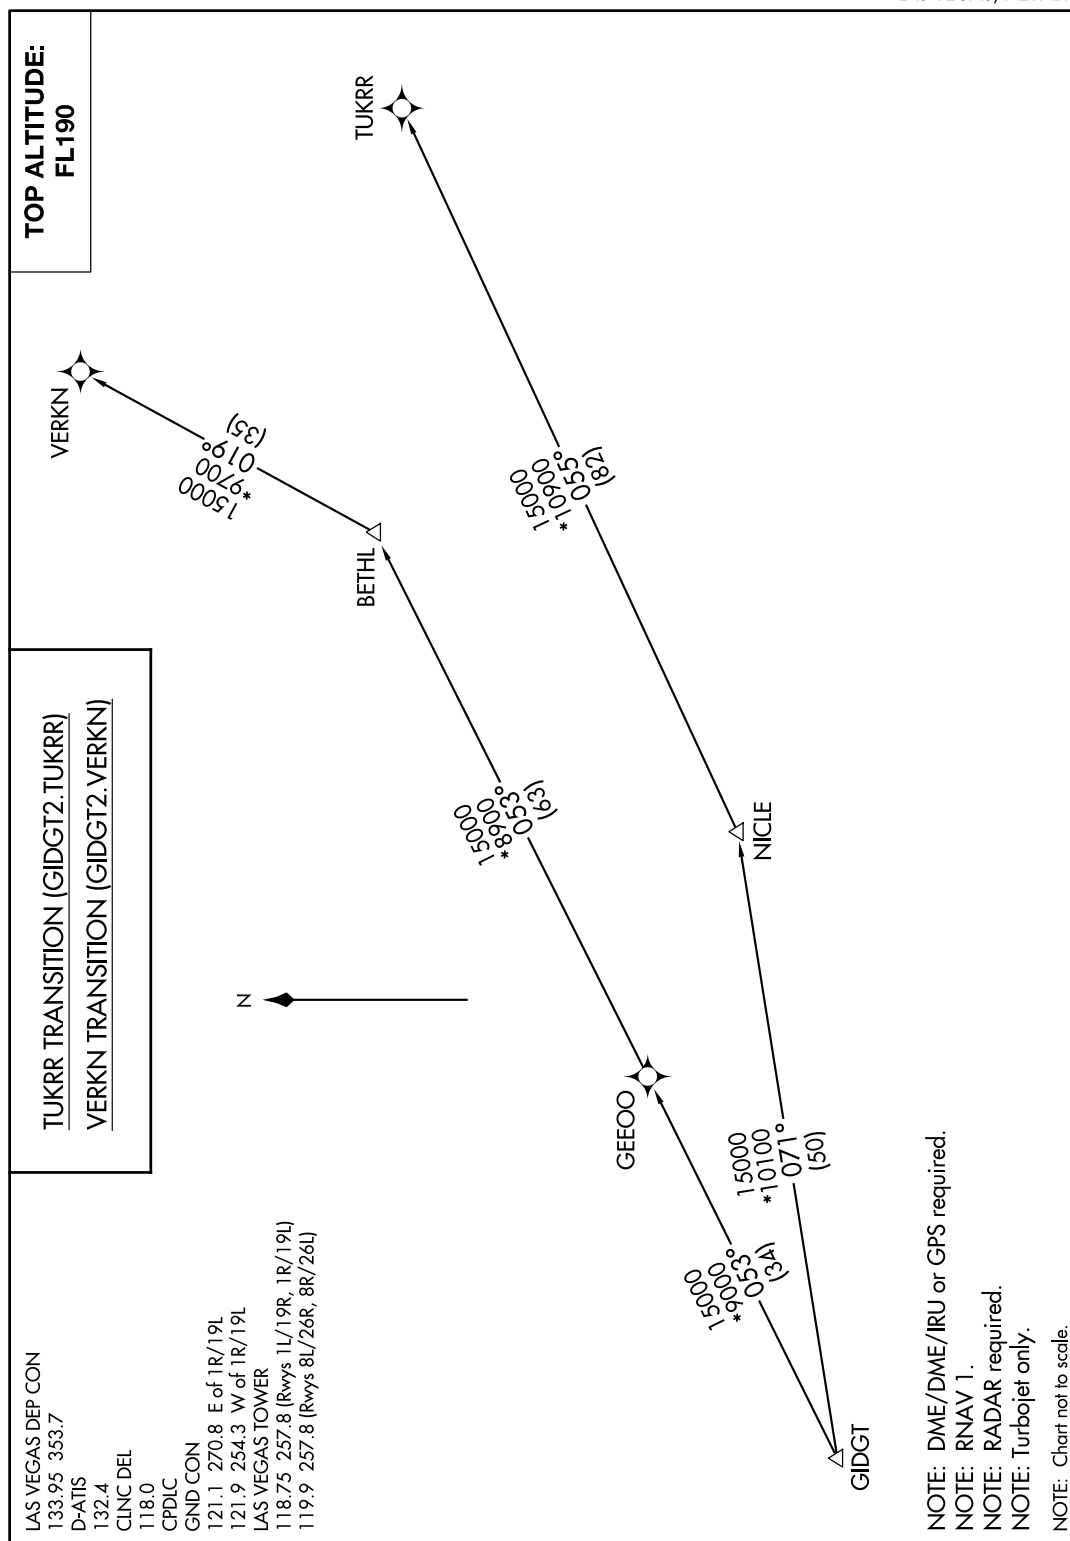 TOP ALTITUDE:
FL190
TUKRR TRANSITION (GIDGT2.TUKRR)
VERKN TRANSITION (GIDGT2.VERKN)
LAS VEGAS DEP CON
133.95 353.7
D-ATIS
132.4
CLNC DEL
118.0
CPDLC
GND CON
121.1 270.8 E of 1R/19L
121.9 254.3 W of 1R/19L
LAS VEGAS TOWER
118.75 257.8 (Rwys 1L/19R, 1R/19L)
119.9 257.8 (Rwys 8L/26R, 8R/26L)
N
VERKN
15000
*9700
019°
(35)
BETHL
15000
*8900
053°
(63)
GEEOO
15000
*9000
053°
(34)
GIDGT
15000
*10100
071°
(50)
NICLE
15000
*10900
055°
(82)
TUKRR
NOTE: DME/DME/IRU or GPS required.
NOTE: RNAV 1.
NOTE: RADAR required.
NOTE: Turbojet only.
NOTE: Chart not to scale.